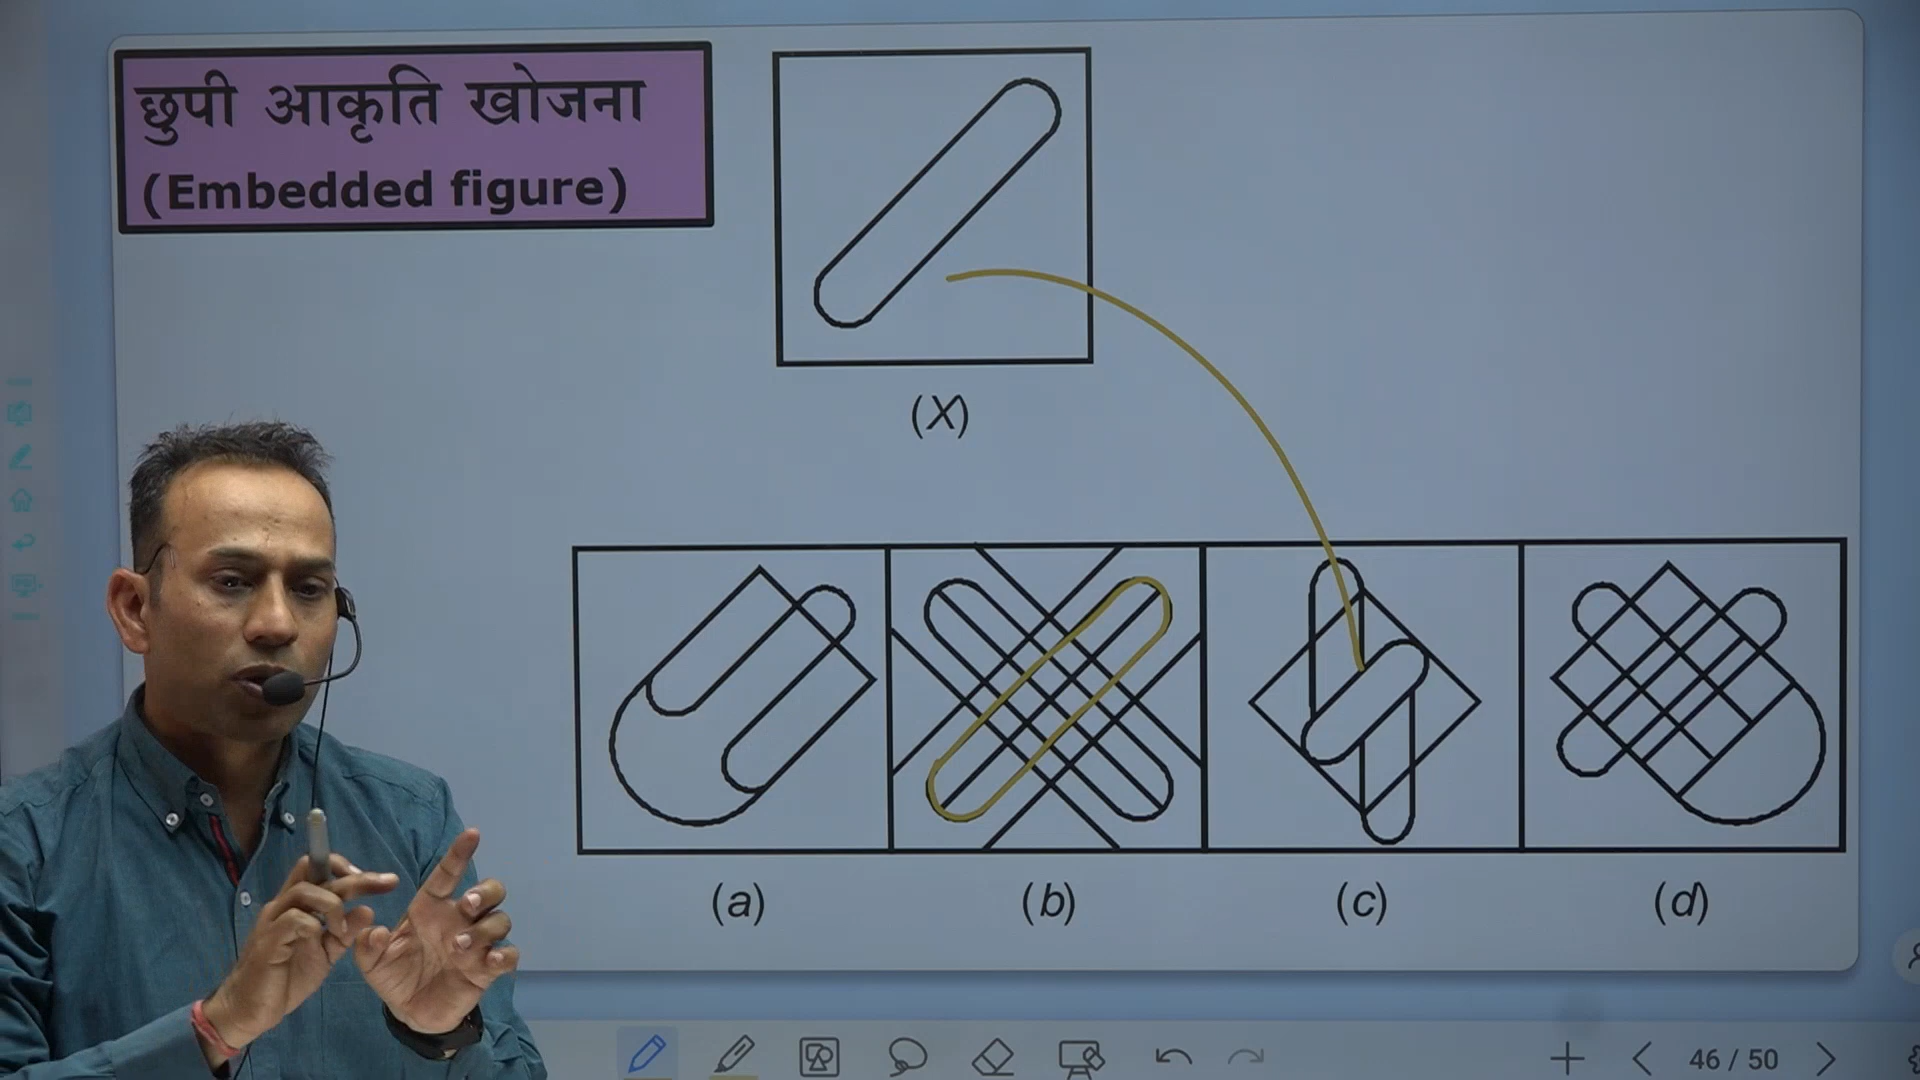 छुपी आकृति खोजना
(Embedded figure)
(X)
(a) (b) (c) (d)
46 / 50